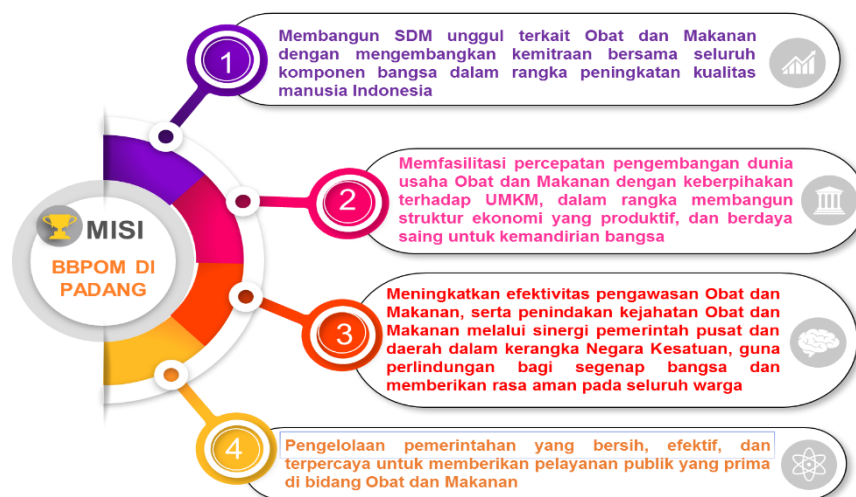 MISI
BBPOM DI
PADANG
1
Membangun SDM unggul terkait Obat dan Makanan
dengan mengembangkan kemitraan bersama seluruh
komponen bangsa dalam rangka peningkatan kualitas
manusia Indonesia
2
Memfasilitasi percepatan pengembangan dunia
usaha Obat dan Makanan dengan keberpihakan
terhadap UMKM, dalam rangka membangun
struktur ekonomi yang produktif, dan berdaya
saing untuk kemandirian bangsa
3
Meningkatkan efektivitas pengawasan Obat dan
Makanan, serta penindakan kejahatan Obat dan
Makanan melalui sinergi pemerintah pusat dan
daerah dalam kerangka Negara Kesatuan, guna
perlindungan bagi segenap bangsa dan
memberikan rasa aman pada seluruh warga
4
Pengelolaan pemerintahan yang bersih, efektif, dan
terpercaya untuk memberikan pelayanan publik yang prima
di bidang Obat dan Makanan